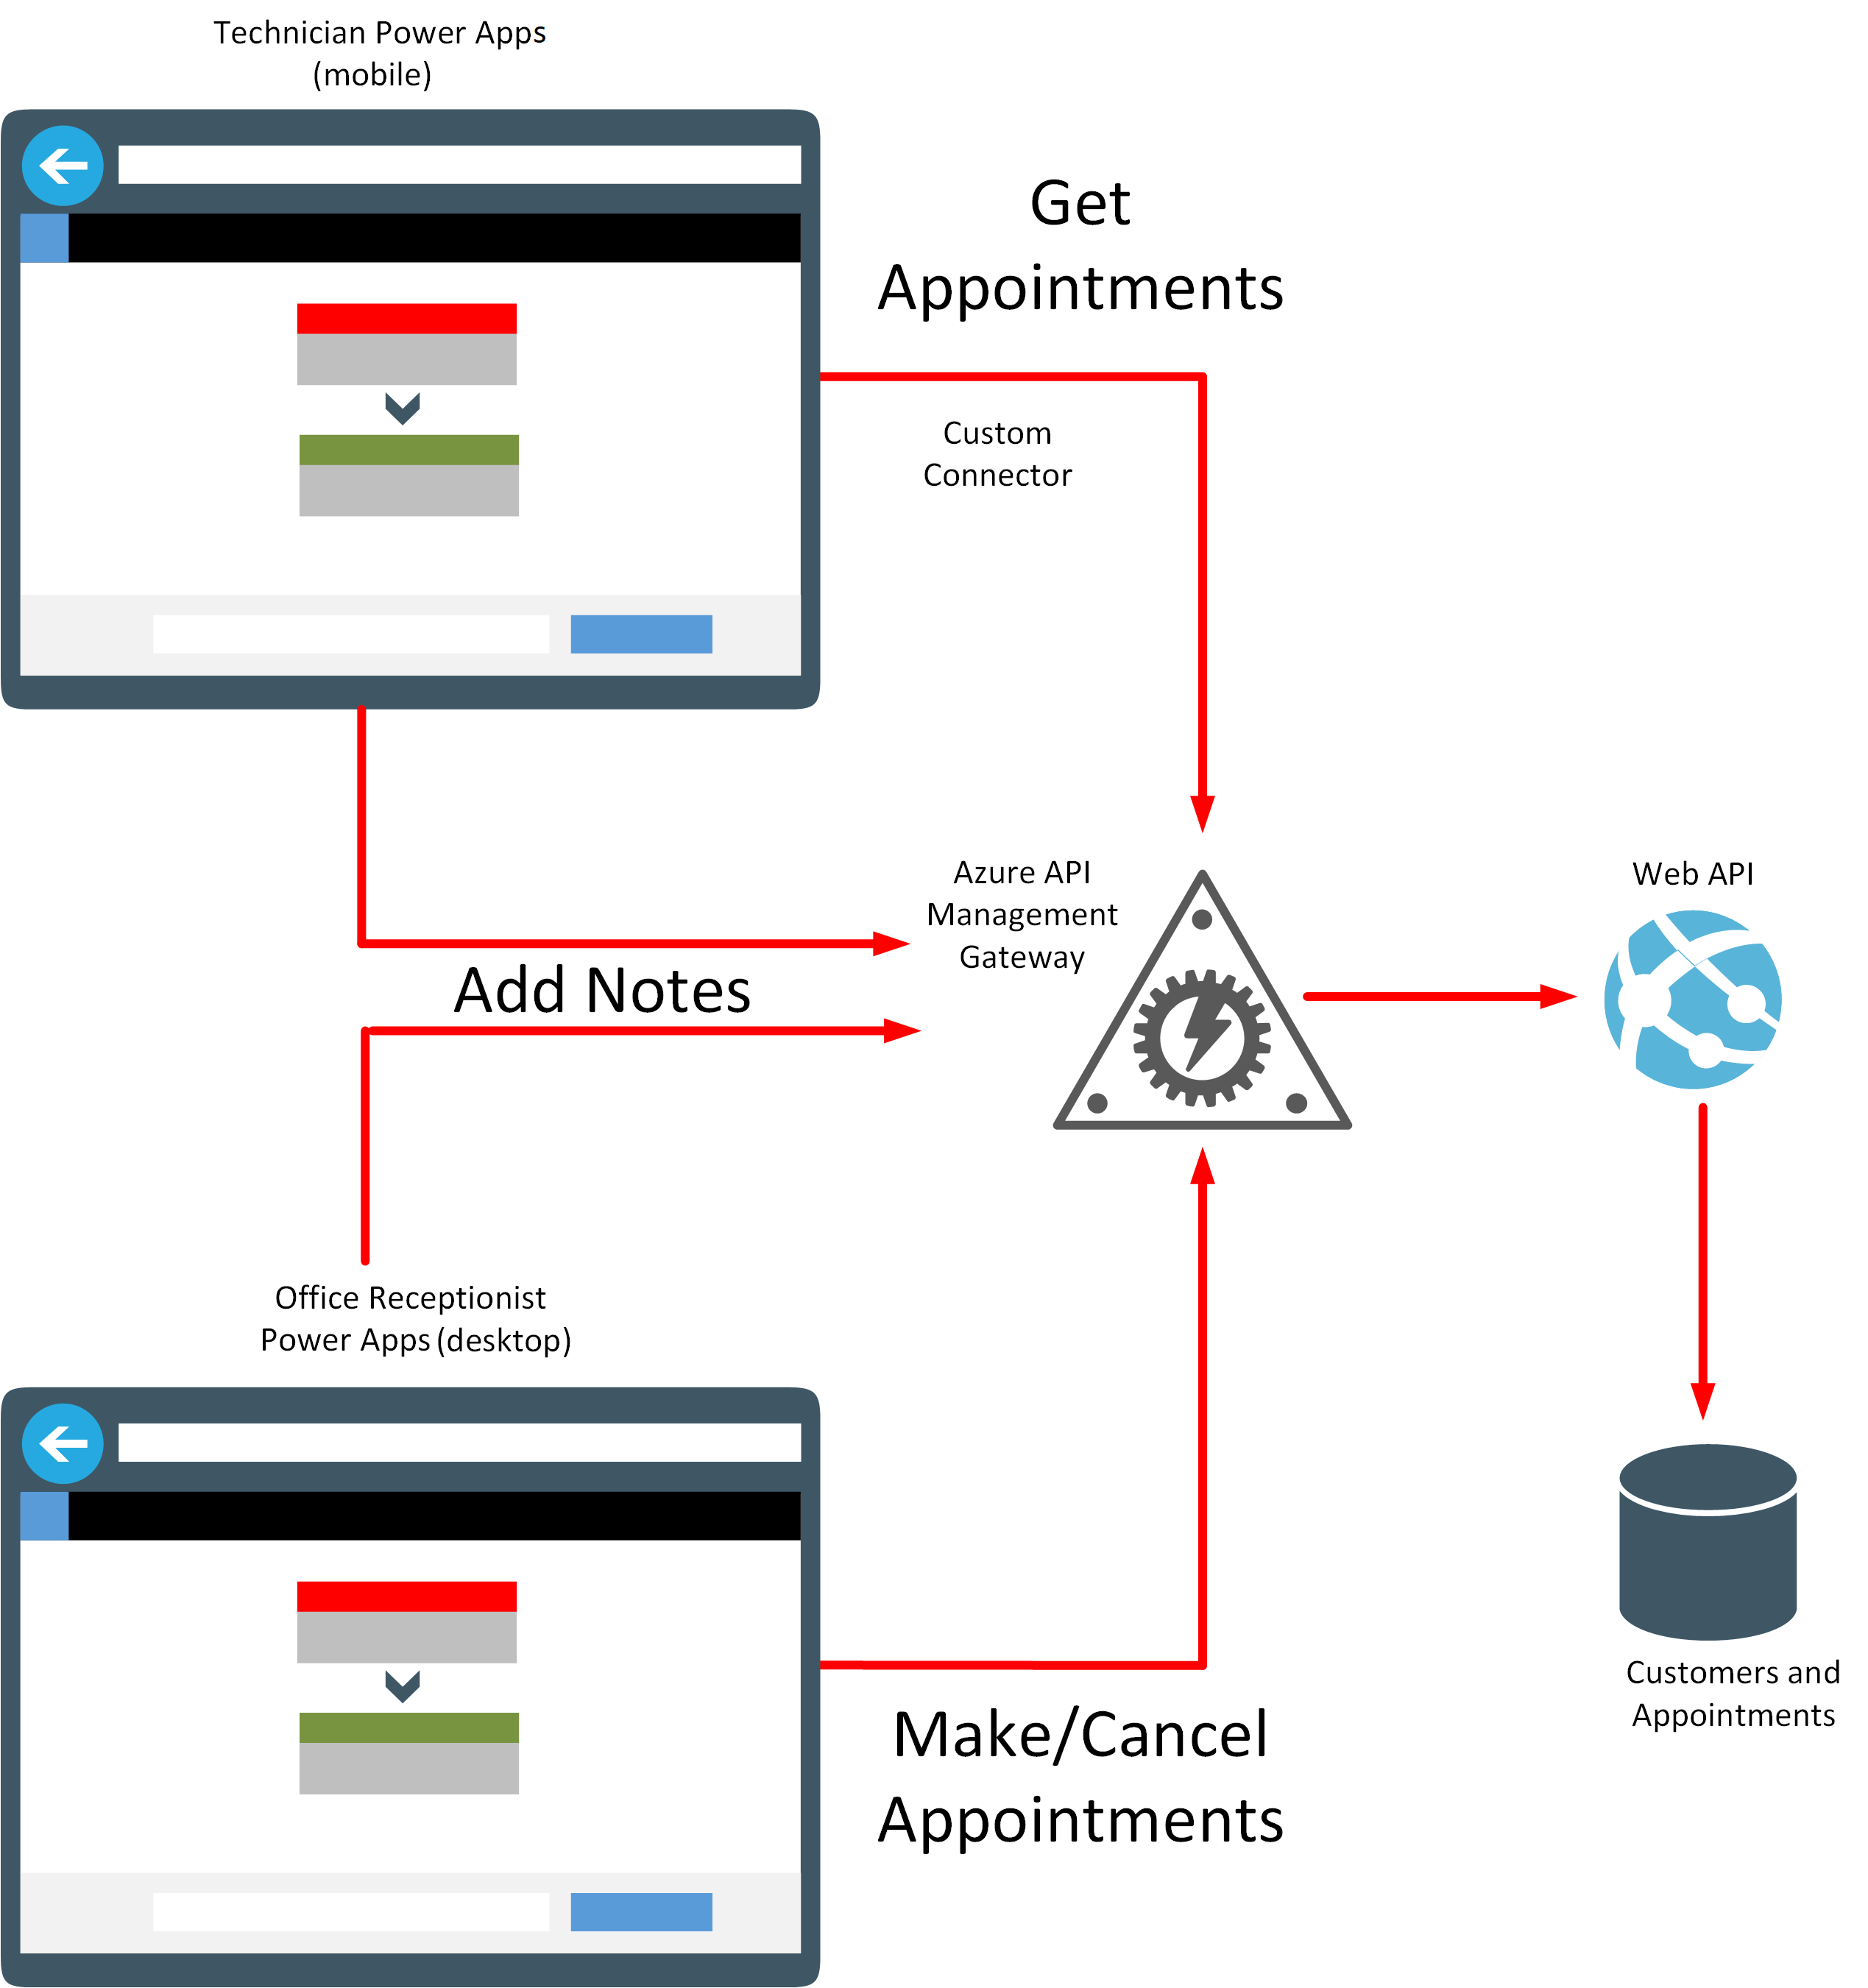 Technician Power Apps
(mobile)
Get
Appointments
Custom
Connector
Azure API
Management
Gateway
Web API
Add Notes
Office Receptionist
Power Apps (desktop)
Customers and
Appointments
Make/Cancel
Appointments